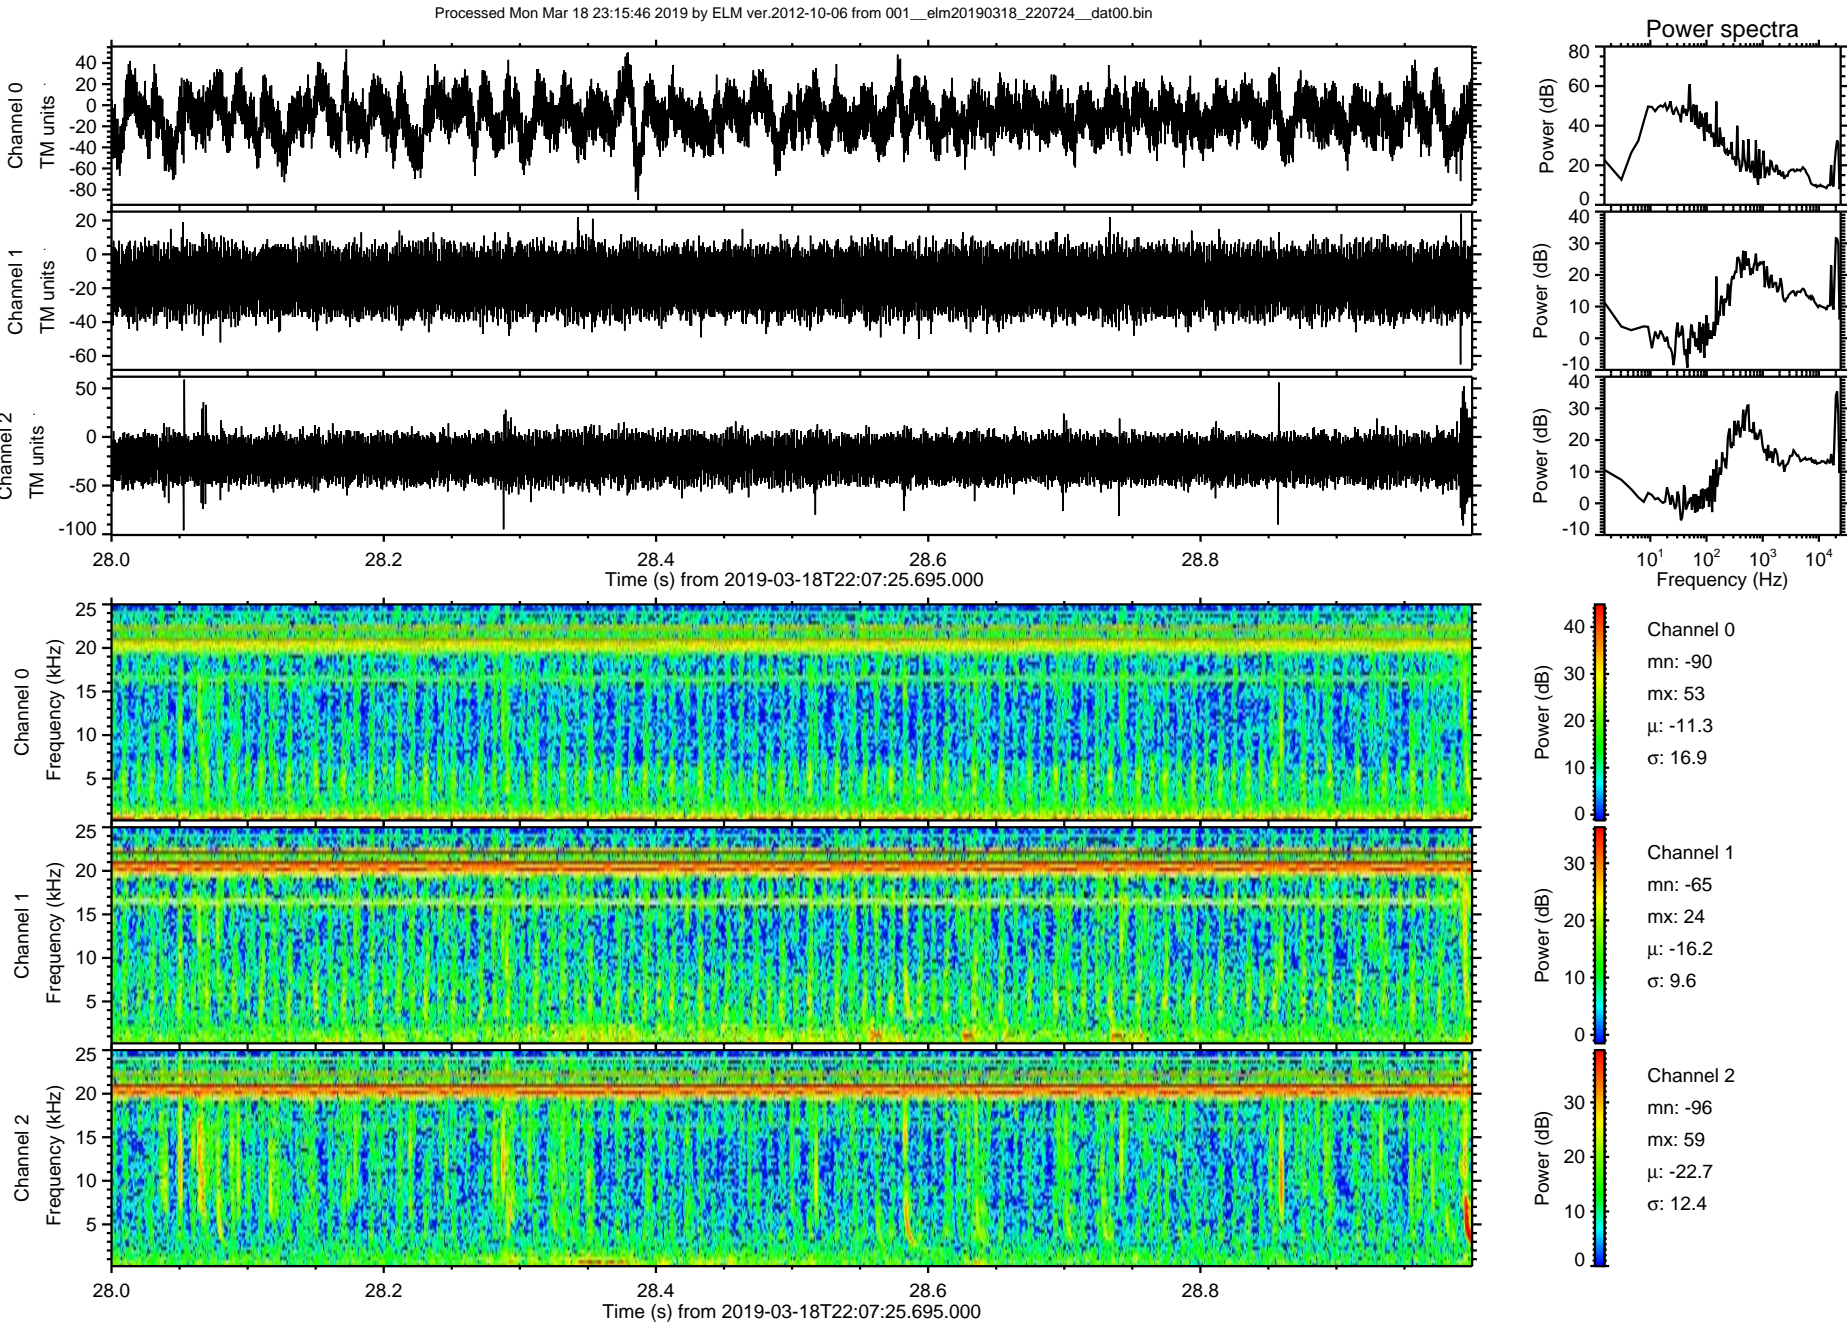 Processed Mon Mar 18 23:15:46 2019 by ELM ver.2012-10-06 from 001__elm20190318_220724__dat00.bin
Power spectra
Channel 0
TM units
40
20
0
-20
-40
-60
-80
Power (dB)
80
60
40
20
0
Channel 1
TM units
20
0
-20
-40
-60
Power (dB)
40
30
20
10
0
-10
Channel 2
TM units
50
0
-50
-100
Power (dB)
40
30
20
10
0
-10
28.0 28.2 28.4 28.6 28.8
Time (s) from 2019-03-18T22:07:25.695.000
10^1 10^2 10^3 10^4
Frequency (Hz)
Channel 0
Frequency (kHz)
25
20
15
10
5
Power (dB)
40
30
20
10
0
Channel 0
mn: -90
mx: 53
μ: -11.3
σ: 16.9
Channel 1
Frequency (kHz)
25
20
15
10
5
Power (dB)
30
20
10
0
Channel 1
mn: -65
mx: 24
μ: -16.2
σ: 9.6
Channel 2
Frequency (kHz)
25
20
15
10
5
Power (dB)
30
20
10
0
Channel 2
mn: -96
mx: 59
μ: -22.7
σ: 12.4
28.0 28.2 28.4 28.6 28.8
Time (s) from 2019-03-18T22:07:25.695.000